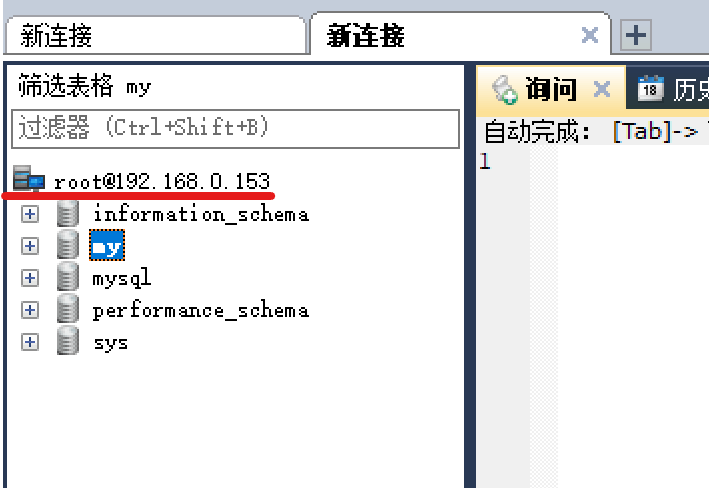 新连接
新连接
筛选表格 my
过滤器 (Ctrl+Shift+B)
root@192.168.0.153
information_schema
my
mysql
performance_schema
sys
询问
18
历史
自动完成: [Tab]->
1